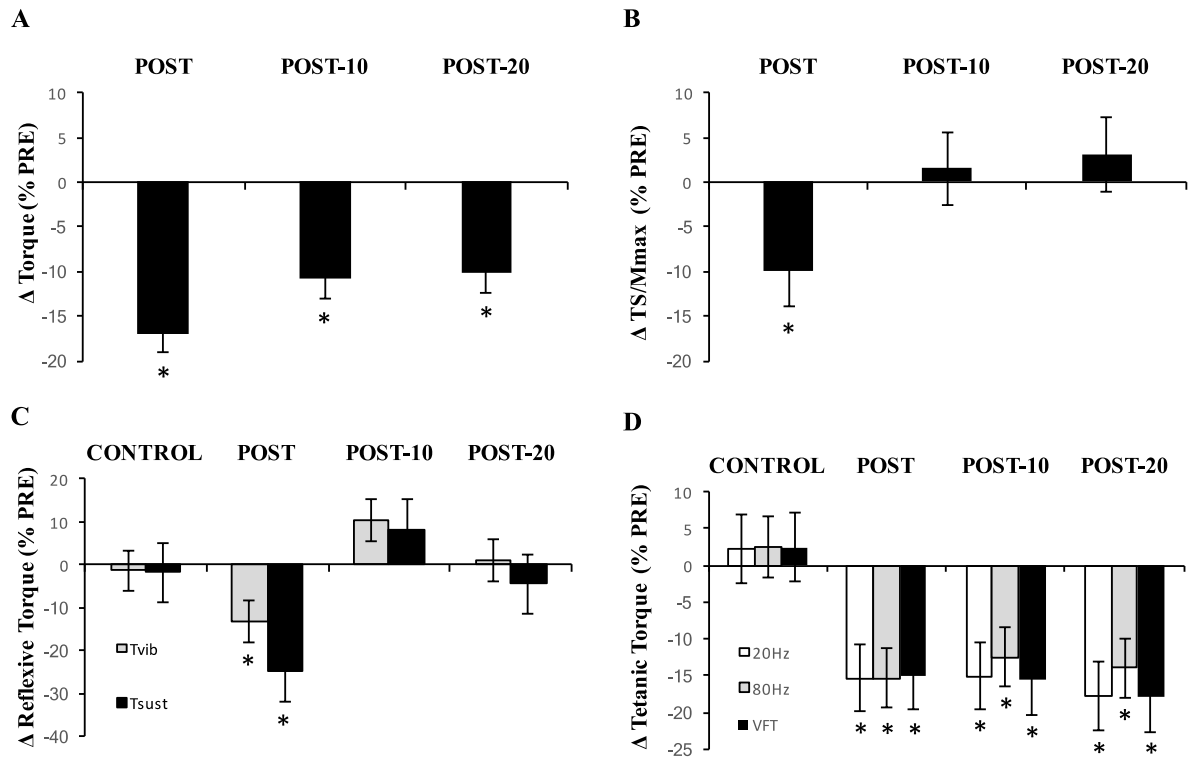 A
POST POST-10 POST-20
Δ Torque (% PRE)
10
5
0
-5
-10
-15
-20
*
*
*
B
POST POST-10 POST-20
Δ TS/Mmax (% PRE)
10
5
0
-5
-10
-15
-20
*
C
CONTROL POST POST-10 POST-20
Δ Reflexive Torque (% PRE)
20
10
0
-10
-20
-30
-40
Tvib
Tsust
*
*
D
CONTROL POST POST-10 POST-20
Δ Tetanic Torque (% PRE)
10
5
0
-5
-10
-15
-20
-25
20Hz
80Hz
VFT
* * *
* * *
* * *